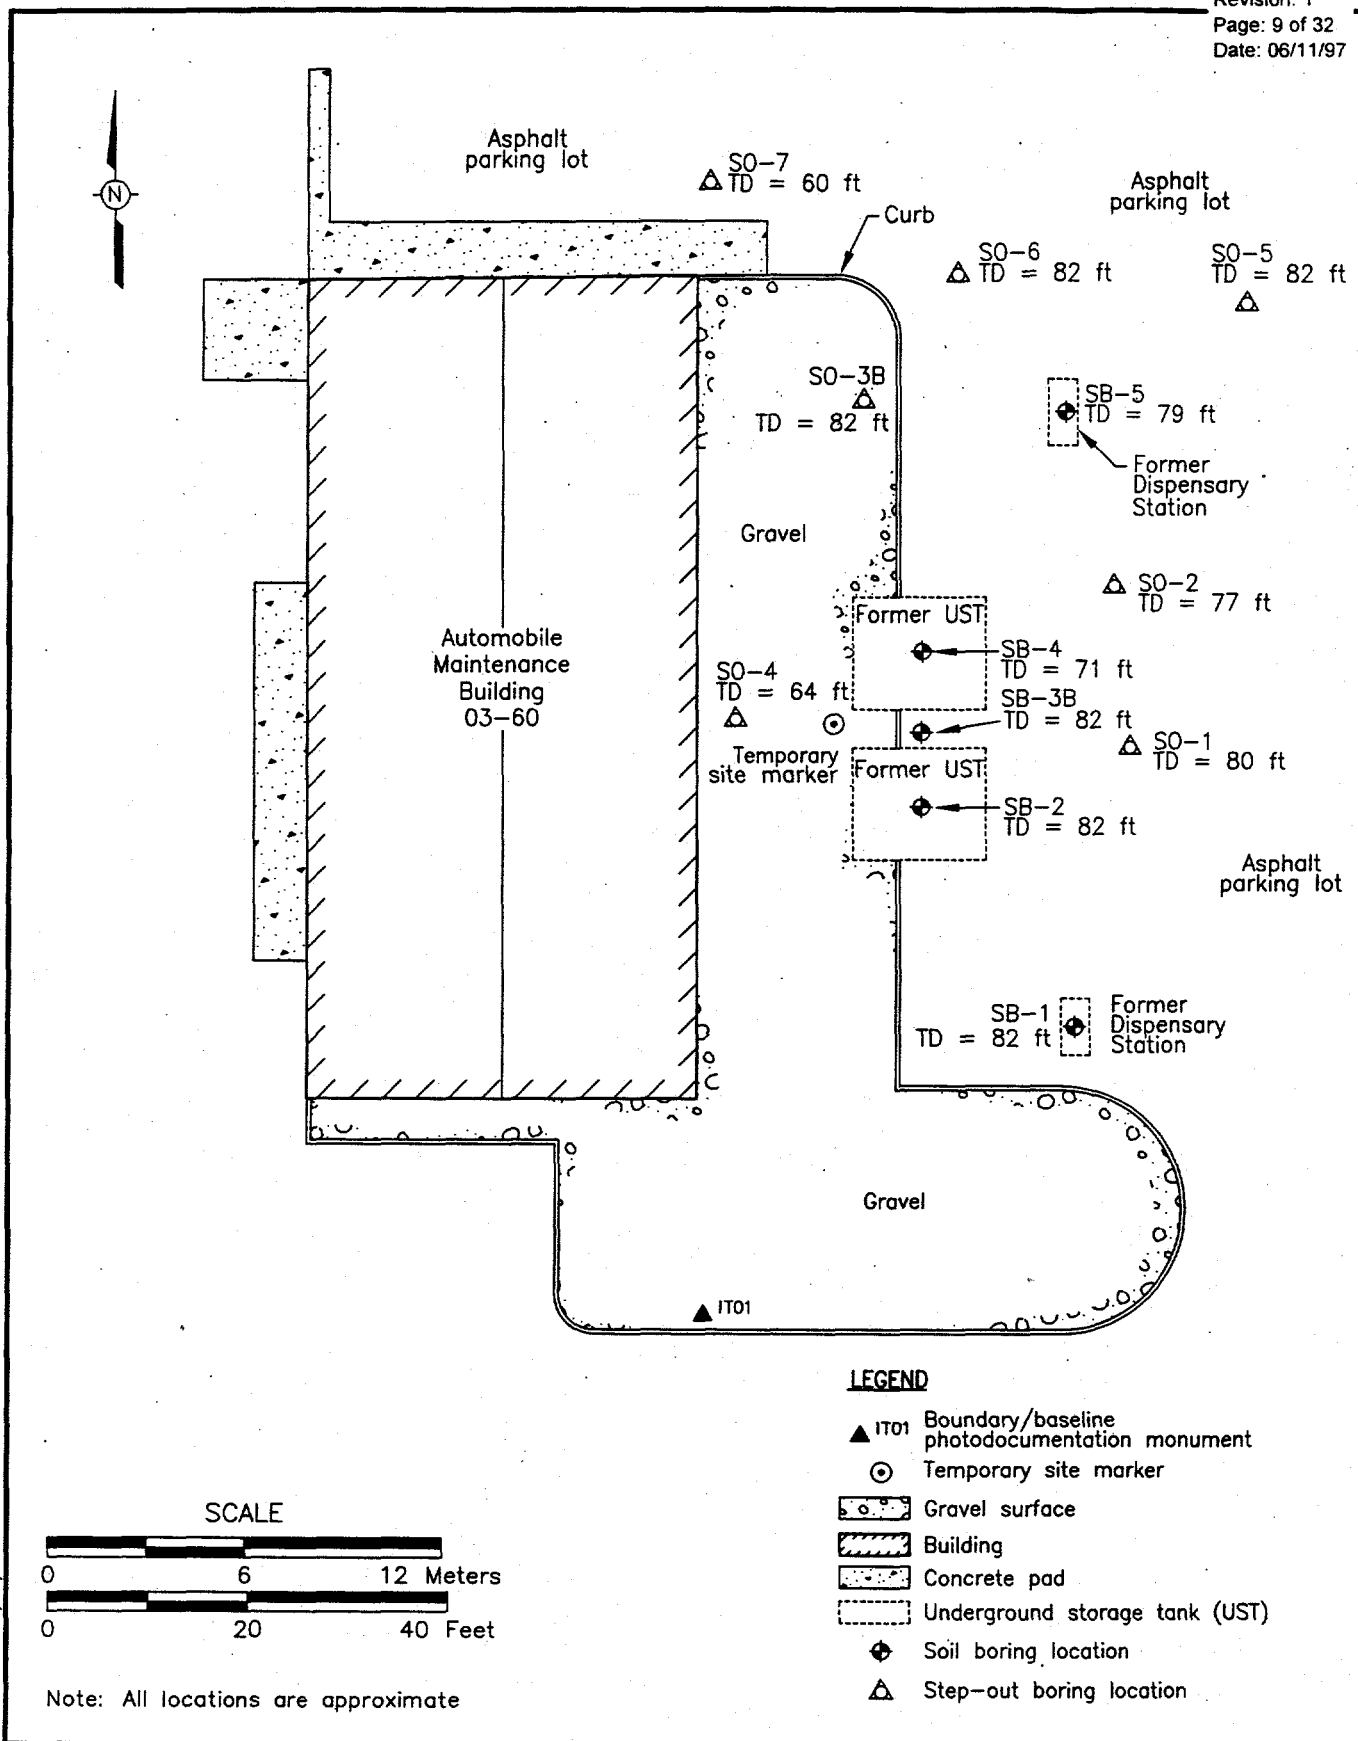 Revision: 1
Page: 9 of 32
Date: 06/11/97
N
Asphalt
parking lot
SO-7
TD = 60 ft
Curb
Asphalt
parking lot
SO-6
TD = 82 ft
SO-5
TD = 82 ft
SO-3B
TD = 82 ft
SB-5
TD = 79 ft
Former
Dispensary
Station
Gravel
SO-2
TD = 77 ft
Former UST
SB-4
TD = 71 ft
Automobile
Maintenance
Building
03-60
SO-4
TD = 64 ft
SB-3B
TD = 82 ft
Temporary
site marker
SO-1
TD = 80 ft
Former UST
SB-2
TD = 82 ft
Asphalt
parking lot
SB-1
TD = 82 ft
Former
Dispensary
Station
Gravel
IT01
LEGEND
IT01 Boundary/baseline
photodocumentation monument
Temporary site marker
Gravel surface
Building
Concrete pad
Underground storage tank (UST)
Soil boring location
Step-out boring location
SCALE
0 6 12 Meters
0 20 40 Feet
Note: All locations are approximate